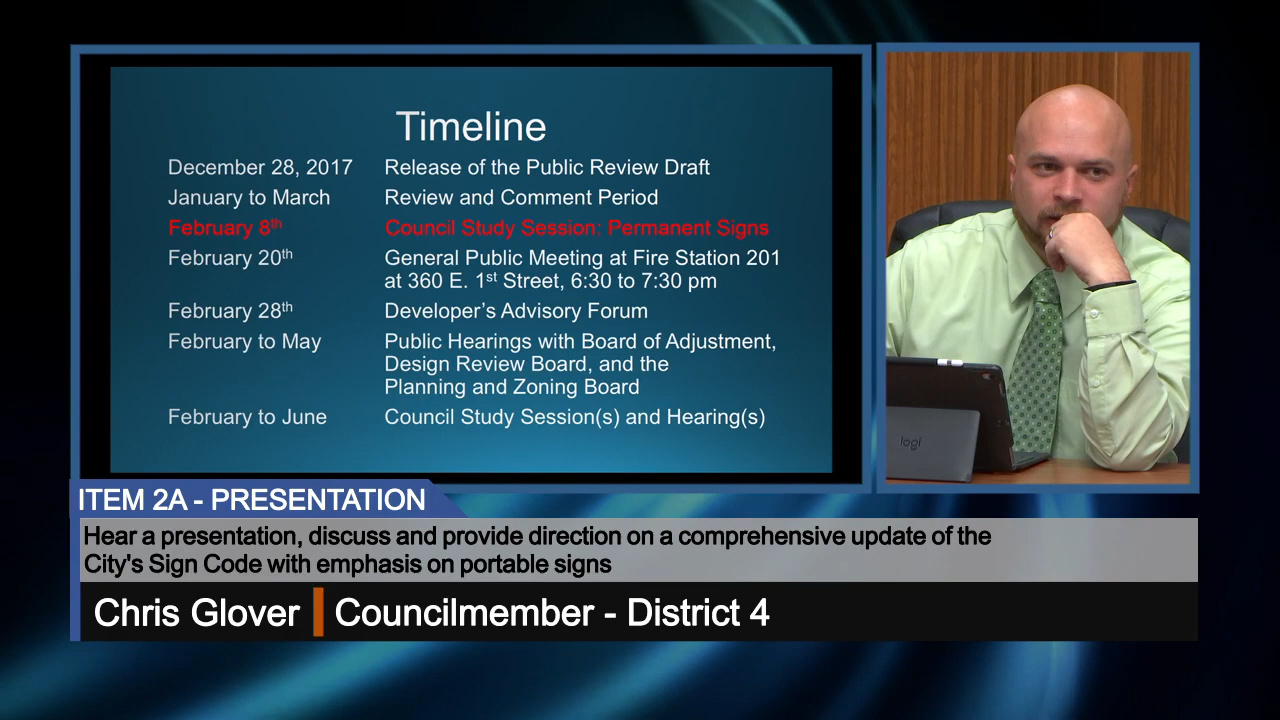 Timeline
December 28, 2017 Release of the Public Review Draft
January to March Review and Comment Period
February 8th Council Study Session: Permanent Signs
February 20th General Public Meeting at Fire Station 201
at 360 E. 1st Street, 6:30 to 7:30 pm
February 28th Developer's Advisory Forum
February to May Public Hearings with Board of Adjustment,
Design Review Board, and the
Planning and Zoning Board
February to June Council Study Session(s) and Hearing(s)
logi
ITEM 2A - PRESENTATION
Hear a presentation, discuss and provide direction on a comprehensive update of the
City's Sign Code with emphasis on portable signs
Chris Glover Councilmember - District 4